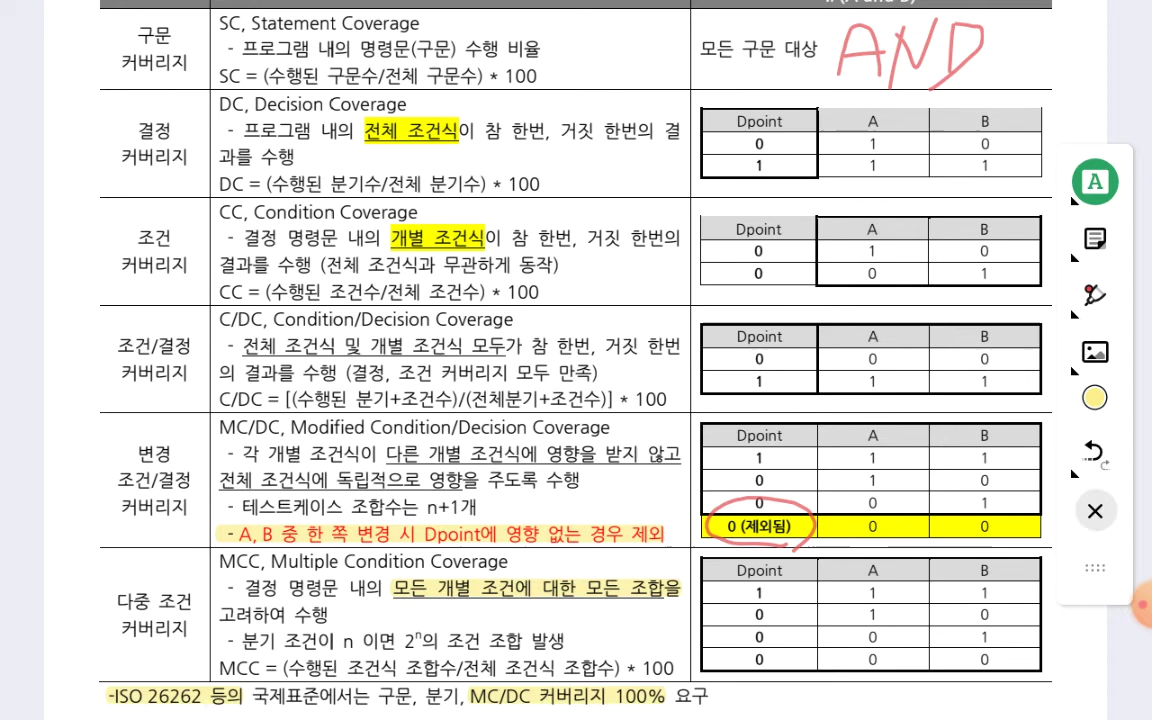 IF(A and B)
구문
커버리지
SC, Statement Coverage
- 프로그램 내의 명령문(구문) 수행 비율
SC = (수행된 구문수/전체 구문수) * 100
모든 구문 대상
AND
결정
커버리지
DC, Decision Coverage
- 프로그램 내의 전체 조건식이 참 한번, 거짓 한번의 결
과를 수행
DC = (수행된 분기수/전체 분기수) * 100
Dpoint A B
0 1 0
1 1 1
조건
커버리지
CC, Condition Coverage
- 결정 명령문 내의 개별 조건식이 참 한번, 거짓 한번의
결과를 수행 (전체 조건식과 무관하게 동작)
CC = (수행된 조건수/전체 조건수) * 100
Dpoint A B
0 1 0
0 0 1
조건/결정
커버리지
C/DC, Condition/Decision Coverage
- 전체 조건식 및 개별 조건식 모두가 참 한번, 거짓 한번
의 결과를 수행 (결정, 조건 커버리지 모두 만족)
C/DC = [(수행된 분기+조건수)/(전체분기+조건수)] * 100
Dpoint A B
0 0 0
1 1 1
변경
조건/결정
커버리지
MC/DC, Modified Condition/Decision Coverage
- 각 개별 조건식이 다른 개별 조건식에 영향을 받지 않고
전체 조건식에 독립적으로 영향을 주도록 수행
- 테스트케이스 조합수는 n+1개
- A, B 중 한 쪽 변경 시 Dpoint에 영향 없는 경우 제외
Dpoint A B
1 1 1
0 1 0
0 0 1
0 (제외됨) 0 0
다중 조건
커버리지
MCC, Multiple Condition Coverage
- 결정 명령문 내의 모든 개별 조건에 대한 모든 조합을
고려하여 수행
- 분기 조건이 n 이면 2ⁿ의 조건 조합 발생
MCC = (수행된 조건식 조합수/전체 조건식 조합수) * 100
Dpoint A B
1 1 1
0 1 0
0 0 1
0 0 0
-ISO 26262 등의 국제표준에서는 구문, 분기, MC/DC 커버리지 100% 요구
A